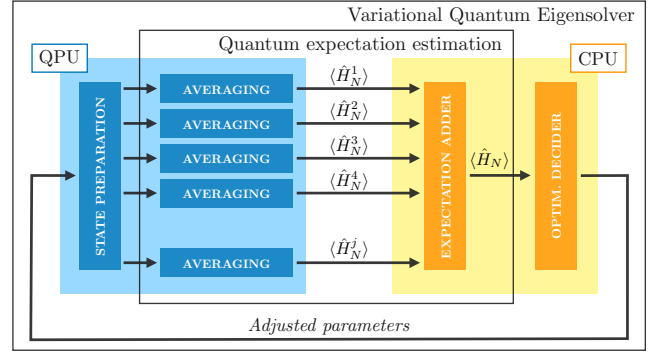 Variational Quantum Eigensolver
Quantum expectation estimation
QPU
CPU
STATE PREPARATION
AVERAGING
AVERAGING
AVERAGING
AVERAGING
AVERAGING
⟨Ĥ_N^1⟩
⟨Ĥ_N^2⟩
⟨Ĥ_N^3⟩
⟨Ĥ_N^4⟩
⟨Ĥ_N^j⟩
EXPECTATION ADDER
⟨Ĥ_N⟩
OPTIM. DECIDER
Adjusted parameters